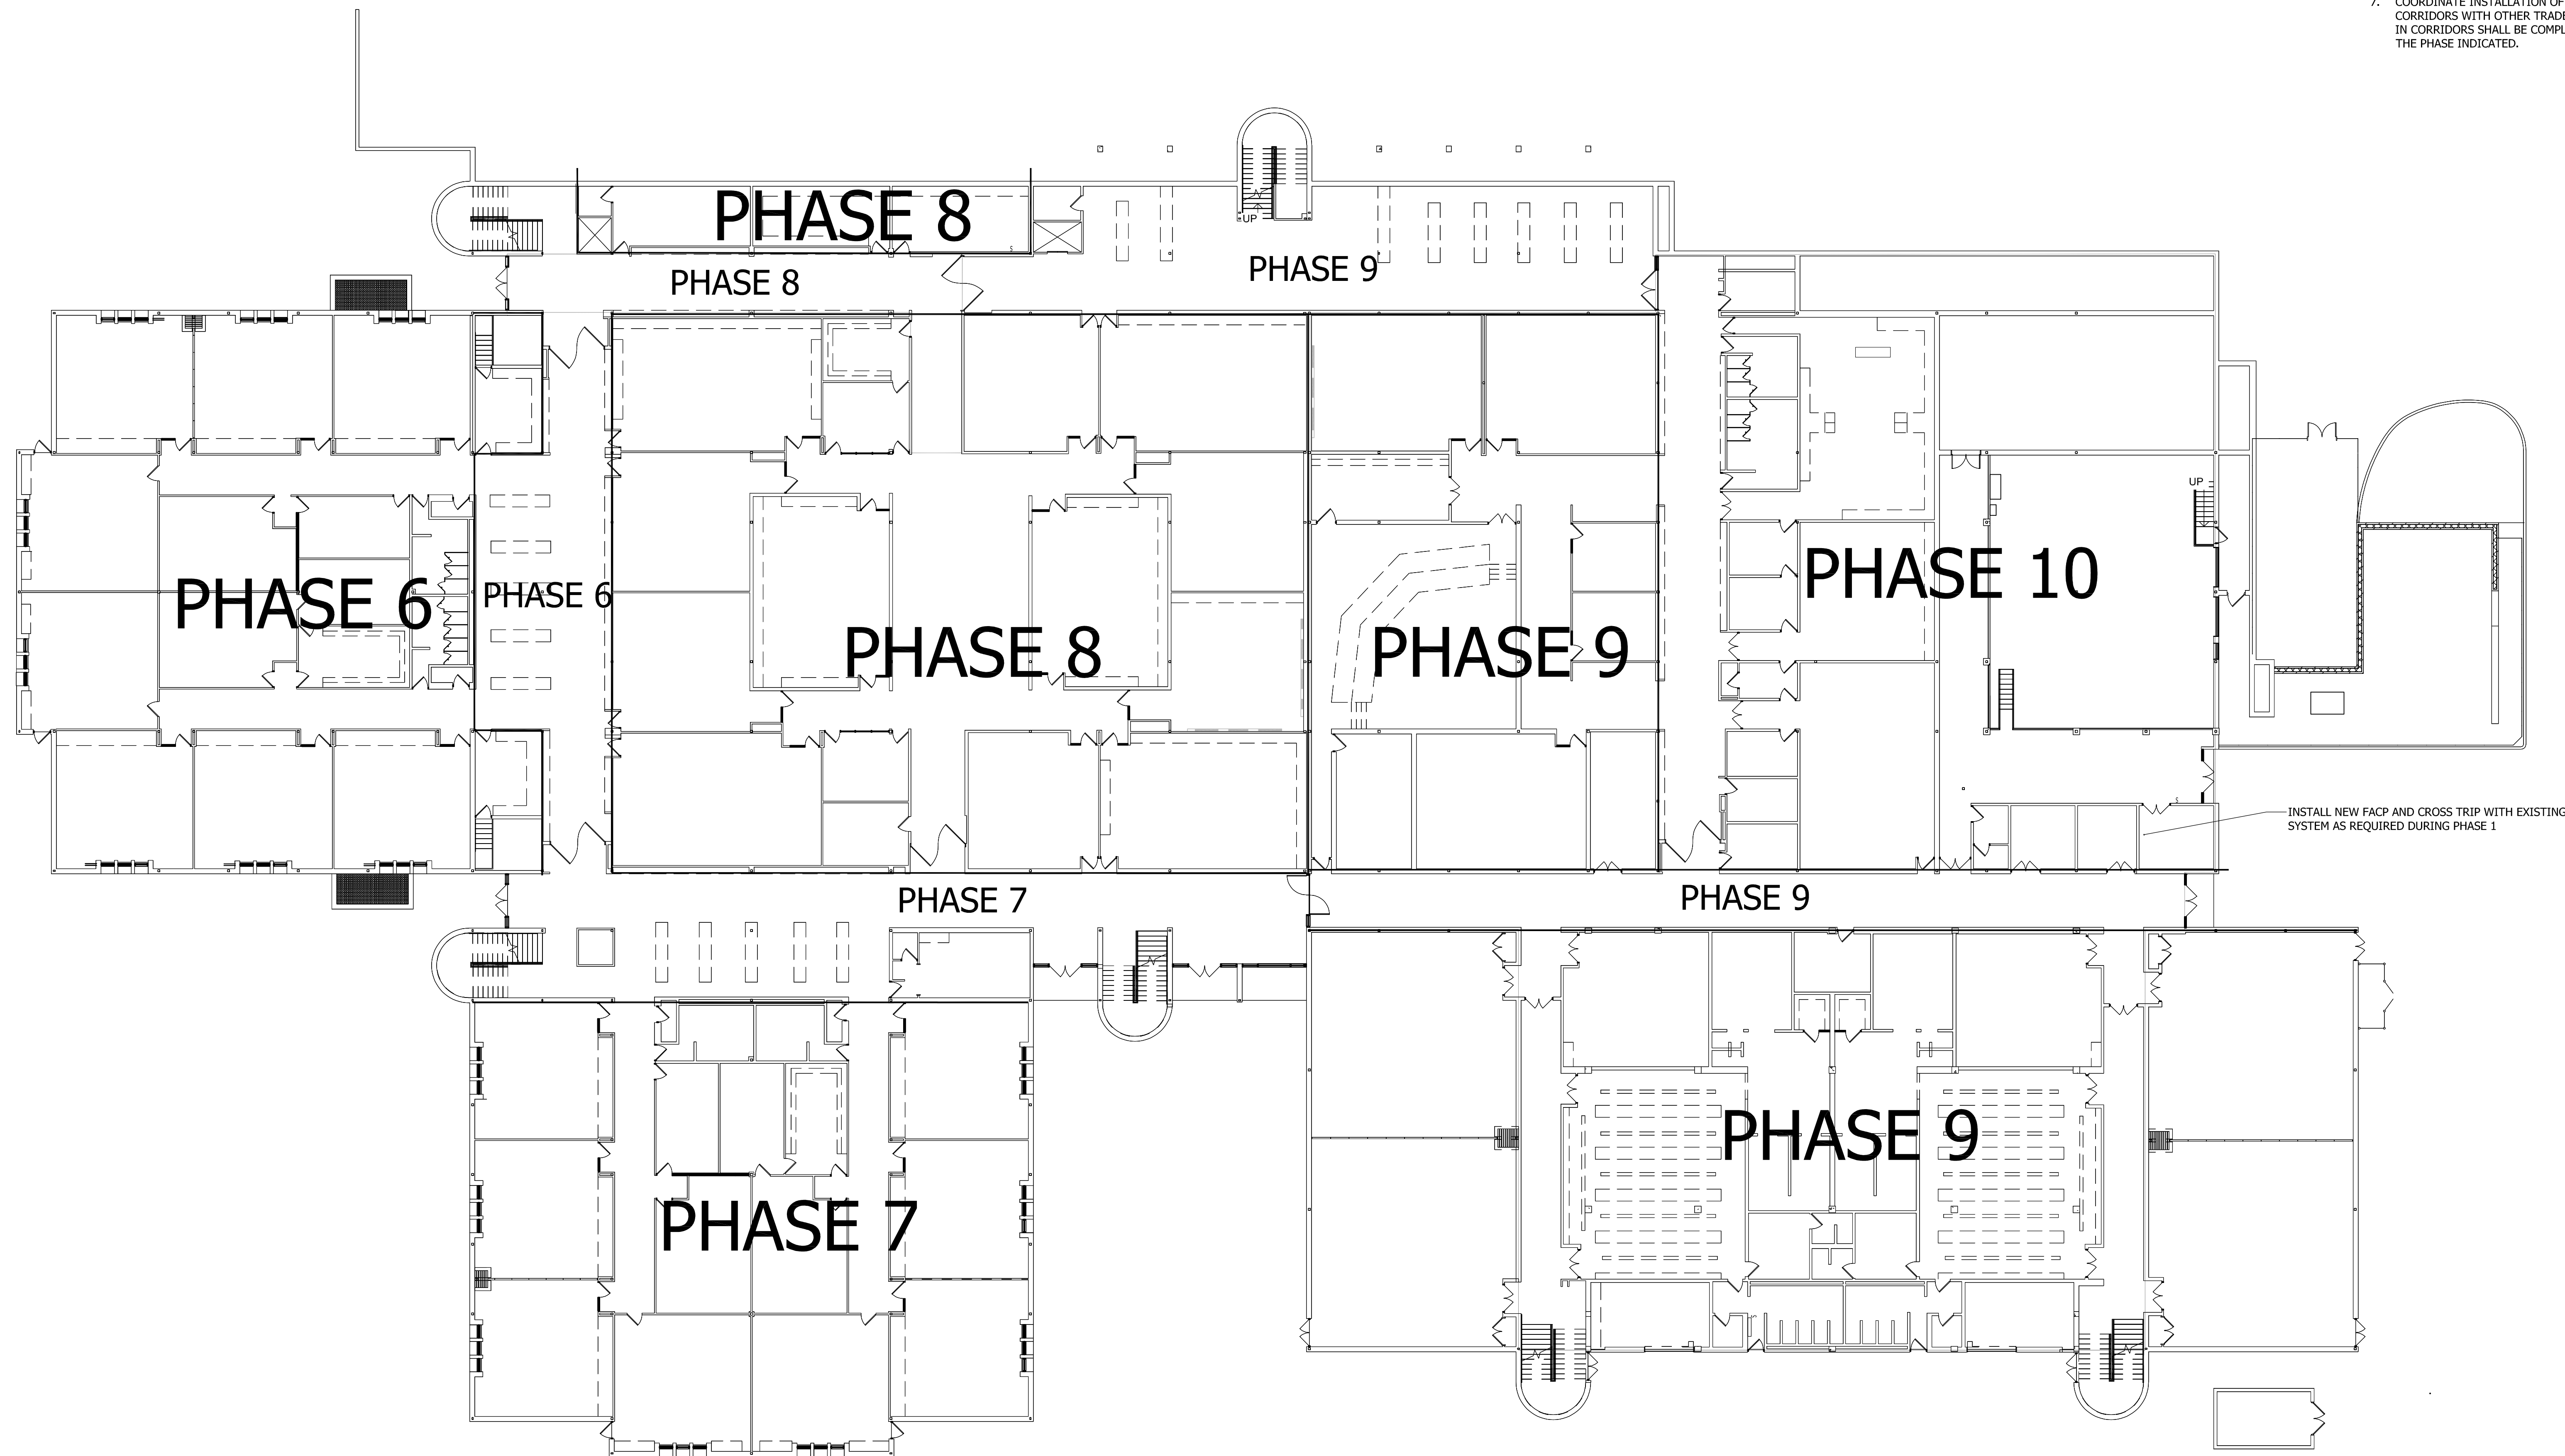 7. COORDINATE INSTALLATION OF
CORRIDORS WITH OTHER TRADE
IN CORRIDORS SHALL BE COMPL
THE PHASE INDICATED.
PHASE 8
UP
PHASE 8
PHASE 9
S
UP
PHASE 6
PHASE 6
PHASE 8
PHASE 9
PHASE 10
S
INSTALL NEW FACP AND CROSS TRIP WITH EXISTING
SYSTEM AS REQUIRED DURING PHASE 1
PHASE 7
PHASE 9
PHASE 9
PHASE 7